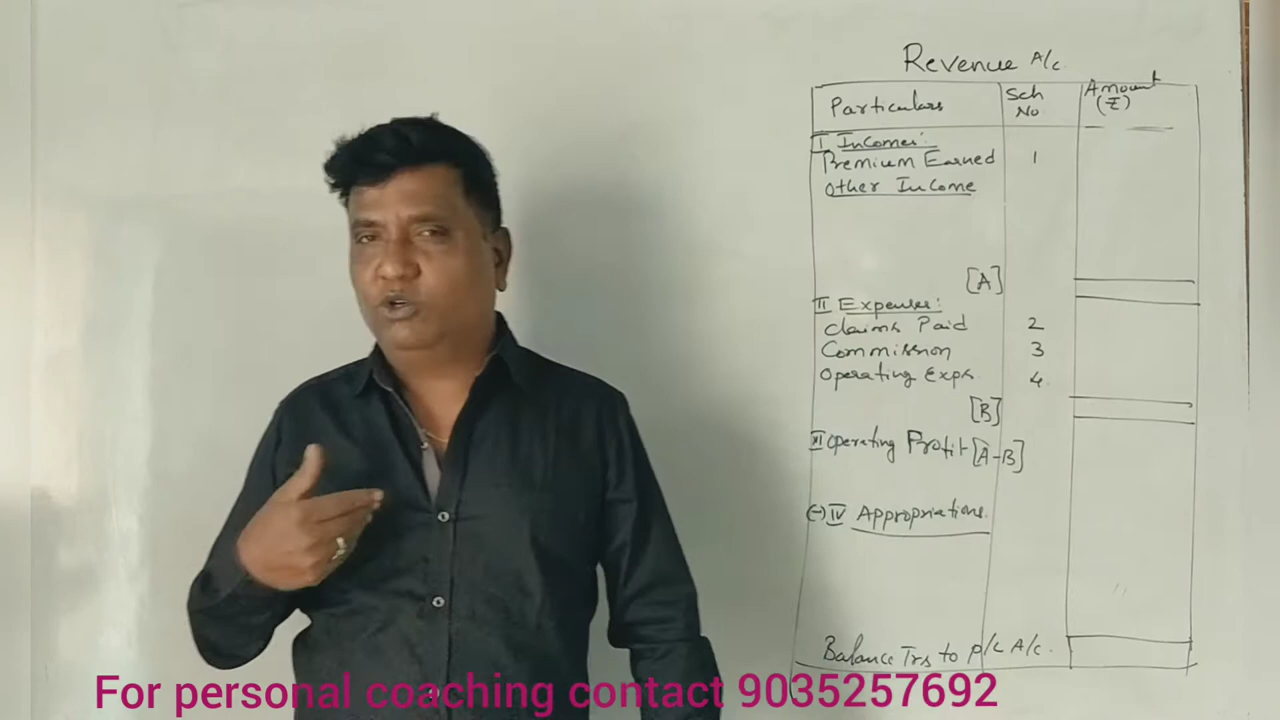 Revenue A/c.
Particulars Sch No. Amount (₹)
I Incomes:
Premium Earned 1
Other Income
[A]
II Expenses:
Claims Paid 2
Commission 3
Operating Exps. 4.
[B]
III Operating Profit [A-B]
(-) IV Appropriations.
Balance Trs to P/L A/c.
For personal coaching contact 9035257692